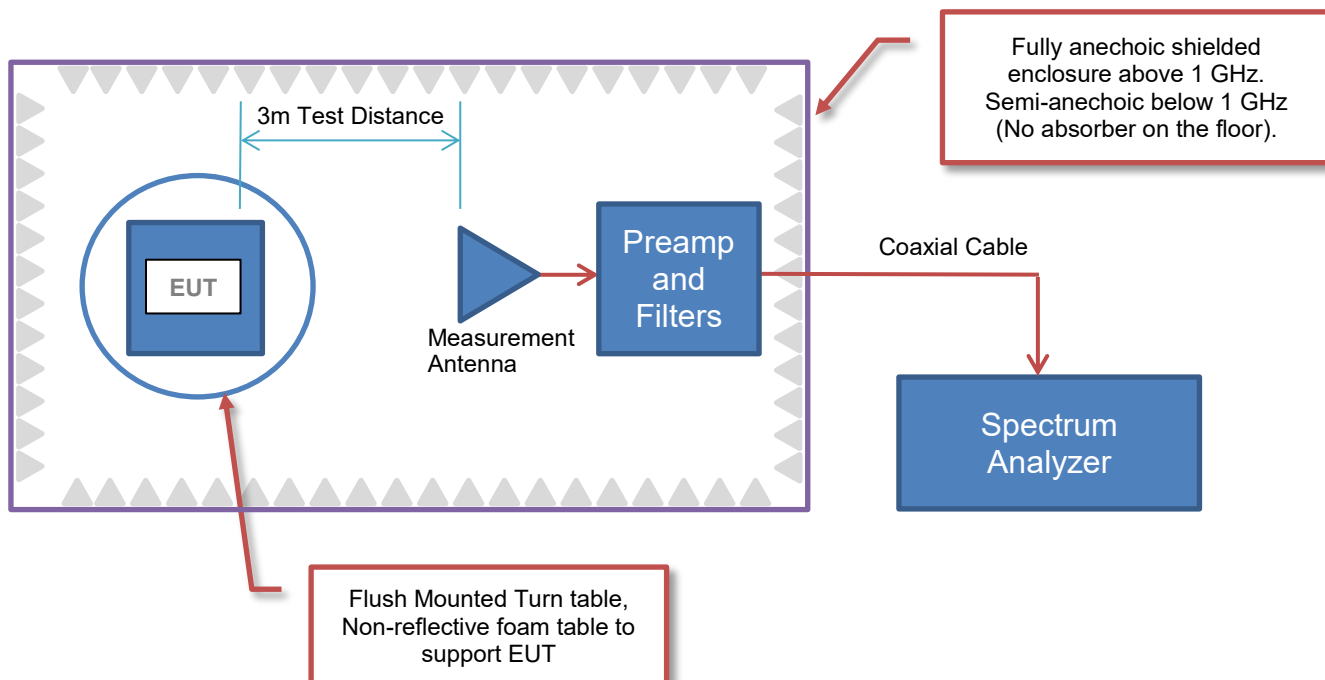 Fully anechoic shielded
enclosure above 1 GHz.
Semi-anechoic below 1 GHz
(No absorber on the floor).
3m Test Distance
EUT
Measurement
Antenna
Preamp
and
Filters
Coaxial Cable
Spectrum
Analyzer
Flush Mounted Turn table,
Non-reflective foam table to
support EUT